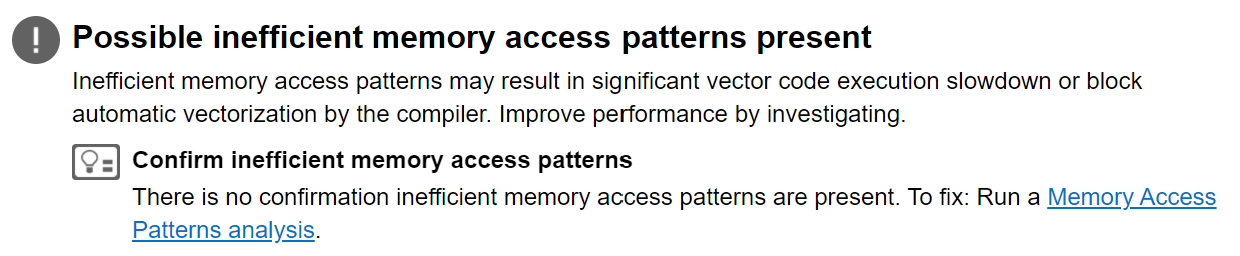 Possible inefficient memory access patterns present
Inefficient memory access patterns may result in significant vector code execution slowdown or block
automatic vectorization by the compiler. Improve performance by investigating.
Confirm inefficient memory access patterns
There is no confirmation inefficient memory access patterns are present. To fix: Run a Memory Access
Patterns analysis.